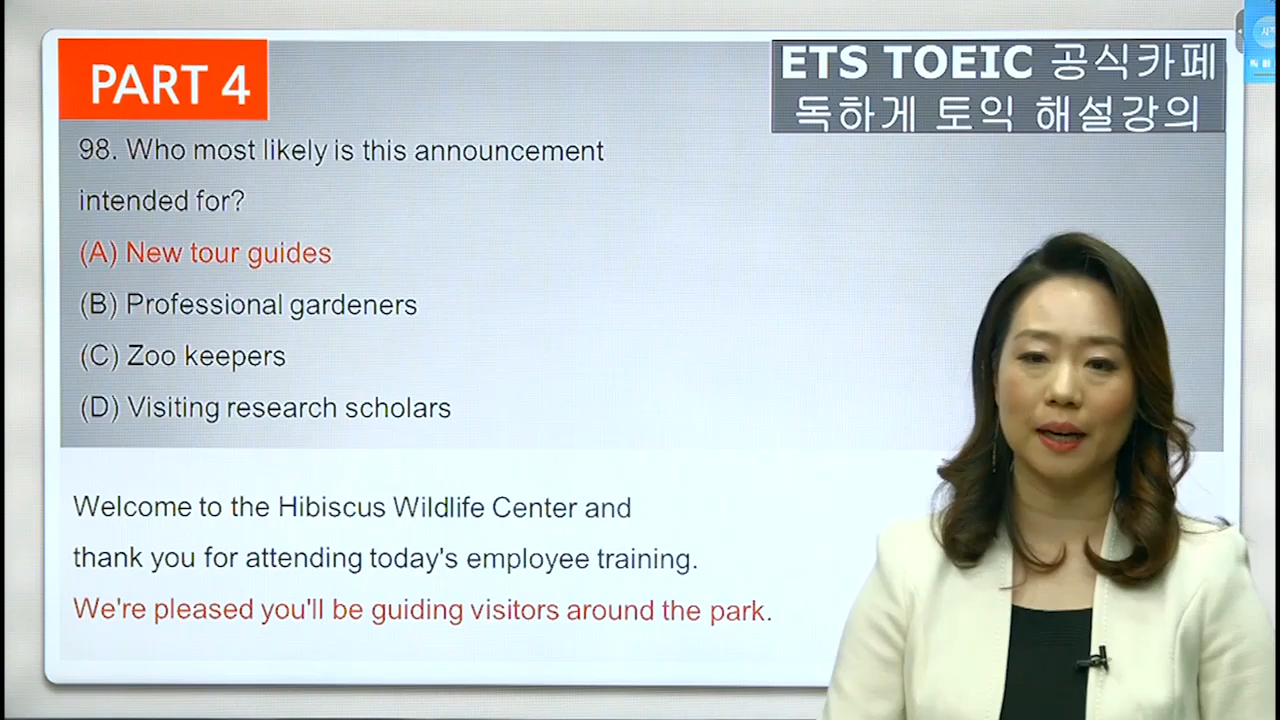 PART 4
ETS TOEIC 공식카페
독하게 토익 해설강의
98. Who most likely is this announcement
intended for?
(A) New tour guides
(B) Professional gardeners
(C) Zoo keepers
(D) Visiting research scholars
Welcome to the Hibiscus Wildlife Center and
thank you for attending today's employee training.
We're pleased you'll be guiding visitors around the park.